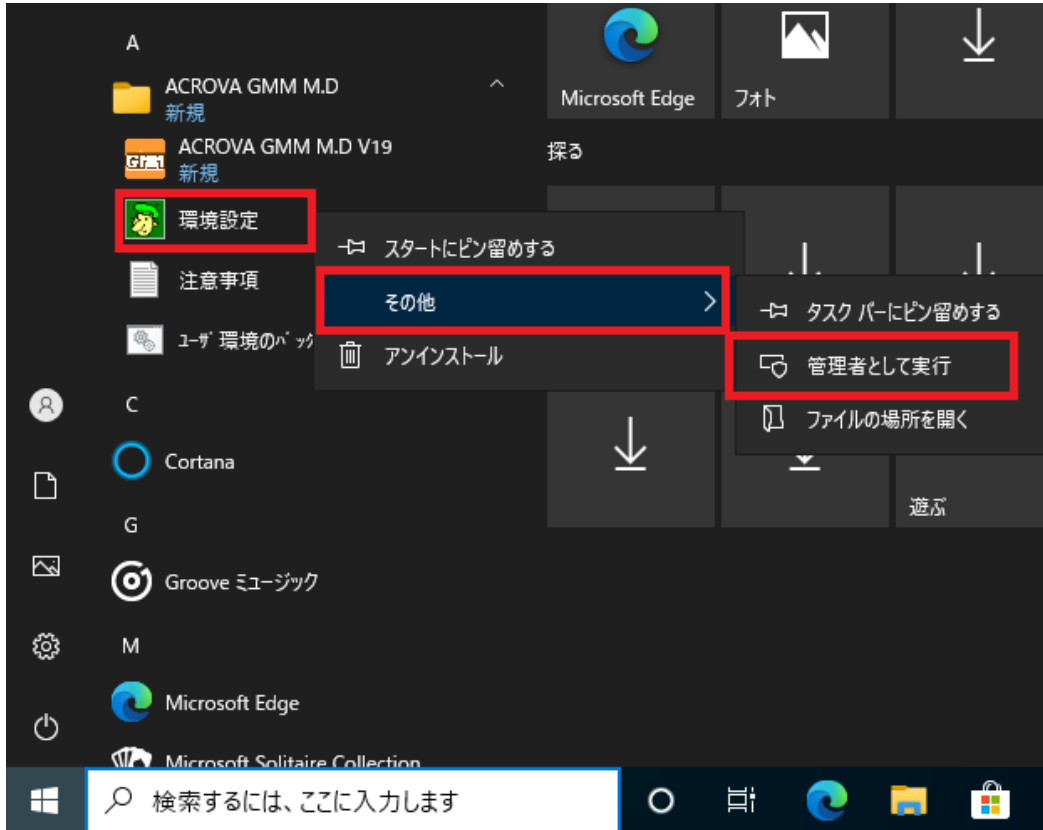 A
ACROVA GMM M.D
新規
ACROVA GMM M.D V19
新規
環境設定
注意事項
ユーザ環境のバッ
C
Cortana
G
Groove ミュージック
M
Microsoft Edge
Microsoft Solitaire Collection
Microsoft Edge
フォト
探る
遊ぶ
スタートにピン留めする
その他
アンインストール
タスク バーにピン留めする
管理者として実行
ファイルの場所を開く
検索するには、ここに入力します